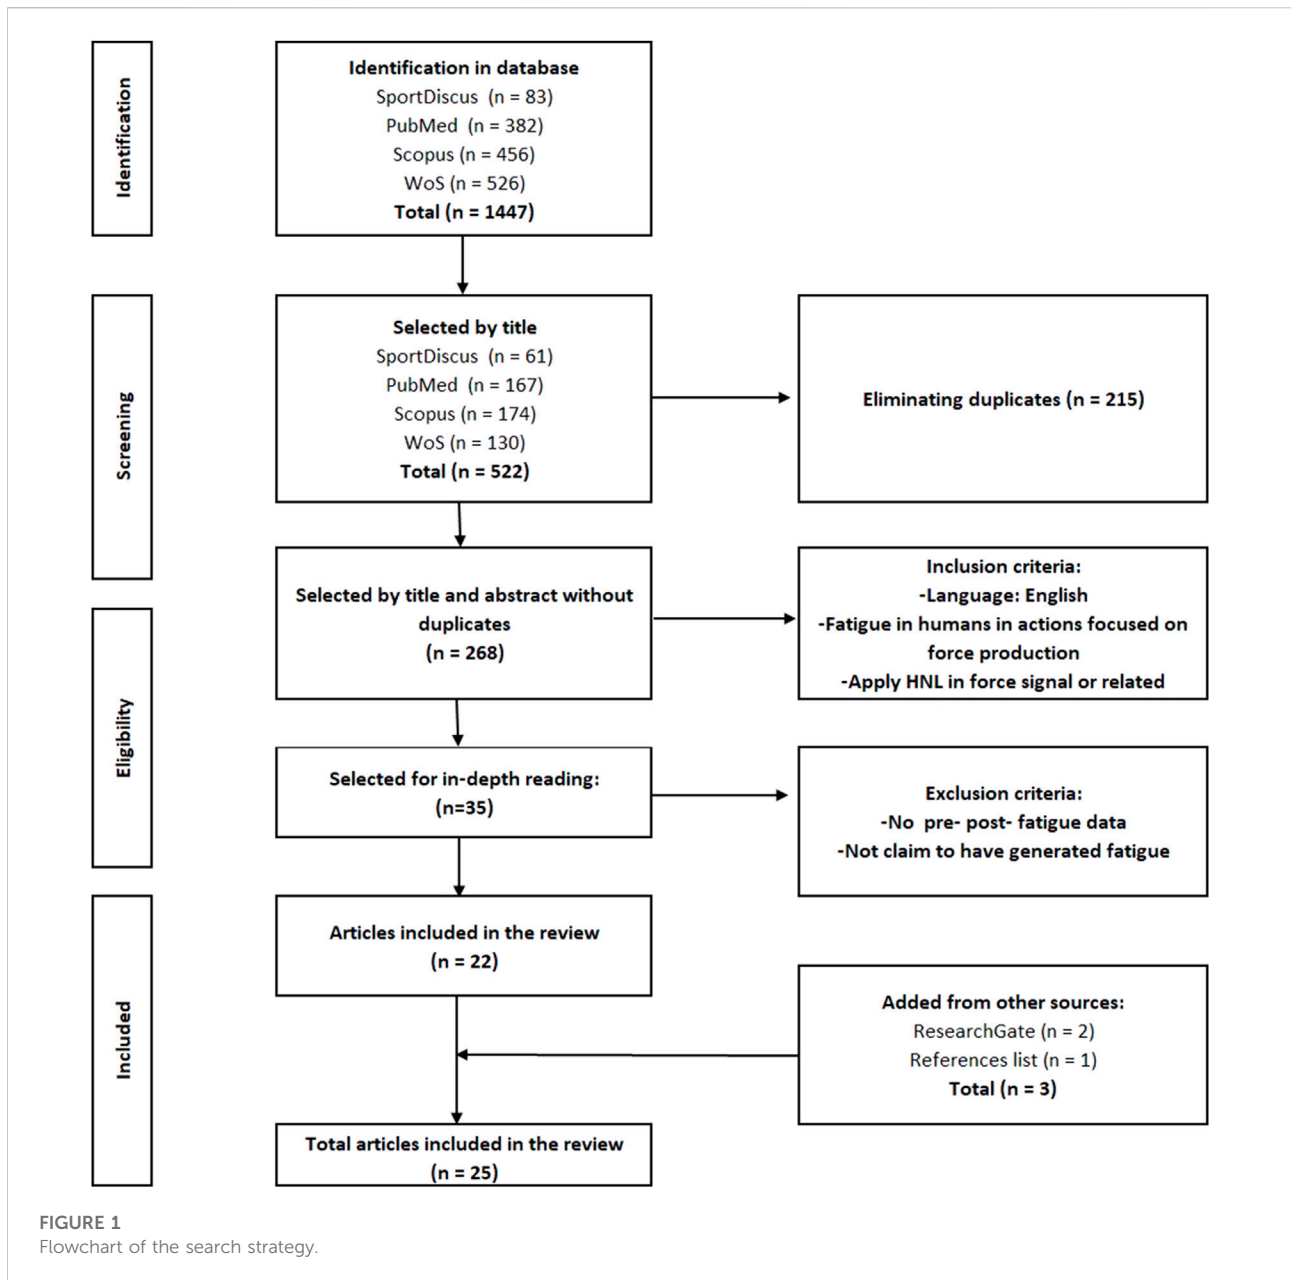 Identification
Identification in database
SportDiscus (n = 83)
PubMed (n = 382)
Scopus (n = 456)
WoS (n = 526)
Total (n = 1447)
Screening
Selected by title
SportDiscus (n = 61)
PubMed (n = 167)
Scopus (n = 174)
WoS (n = 130)
Total (n = 522)
Eliminating duplicates (n = 215)
Eligibility
Selected by title and abstract without
duplicates
(n = 268)
Inclusion criteria:
-Language: English
-Fatigue in humans in actions focused on
force production
-Apply HNL in force signal or related
Selected for in-depth reading:
(n=35)
Exclusion criteria:
-No pre- post- fatigue data
-Not claim to have generated fatigue
Included
Articles included in the review
(n = 22)
Added from other sources:
ResearchGate (n = 2)
References list (n = 1)
Total (n = 3)
Total articles included in the review
(n = 25)
FIGURE 1
Flowchart of the search strategy.